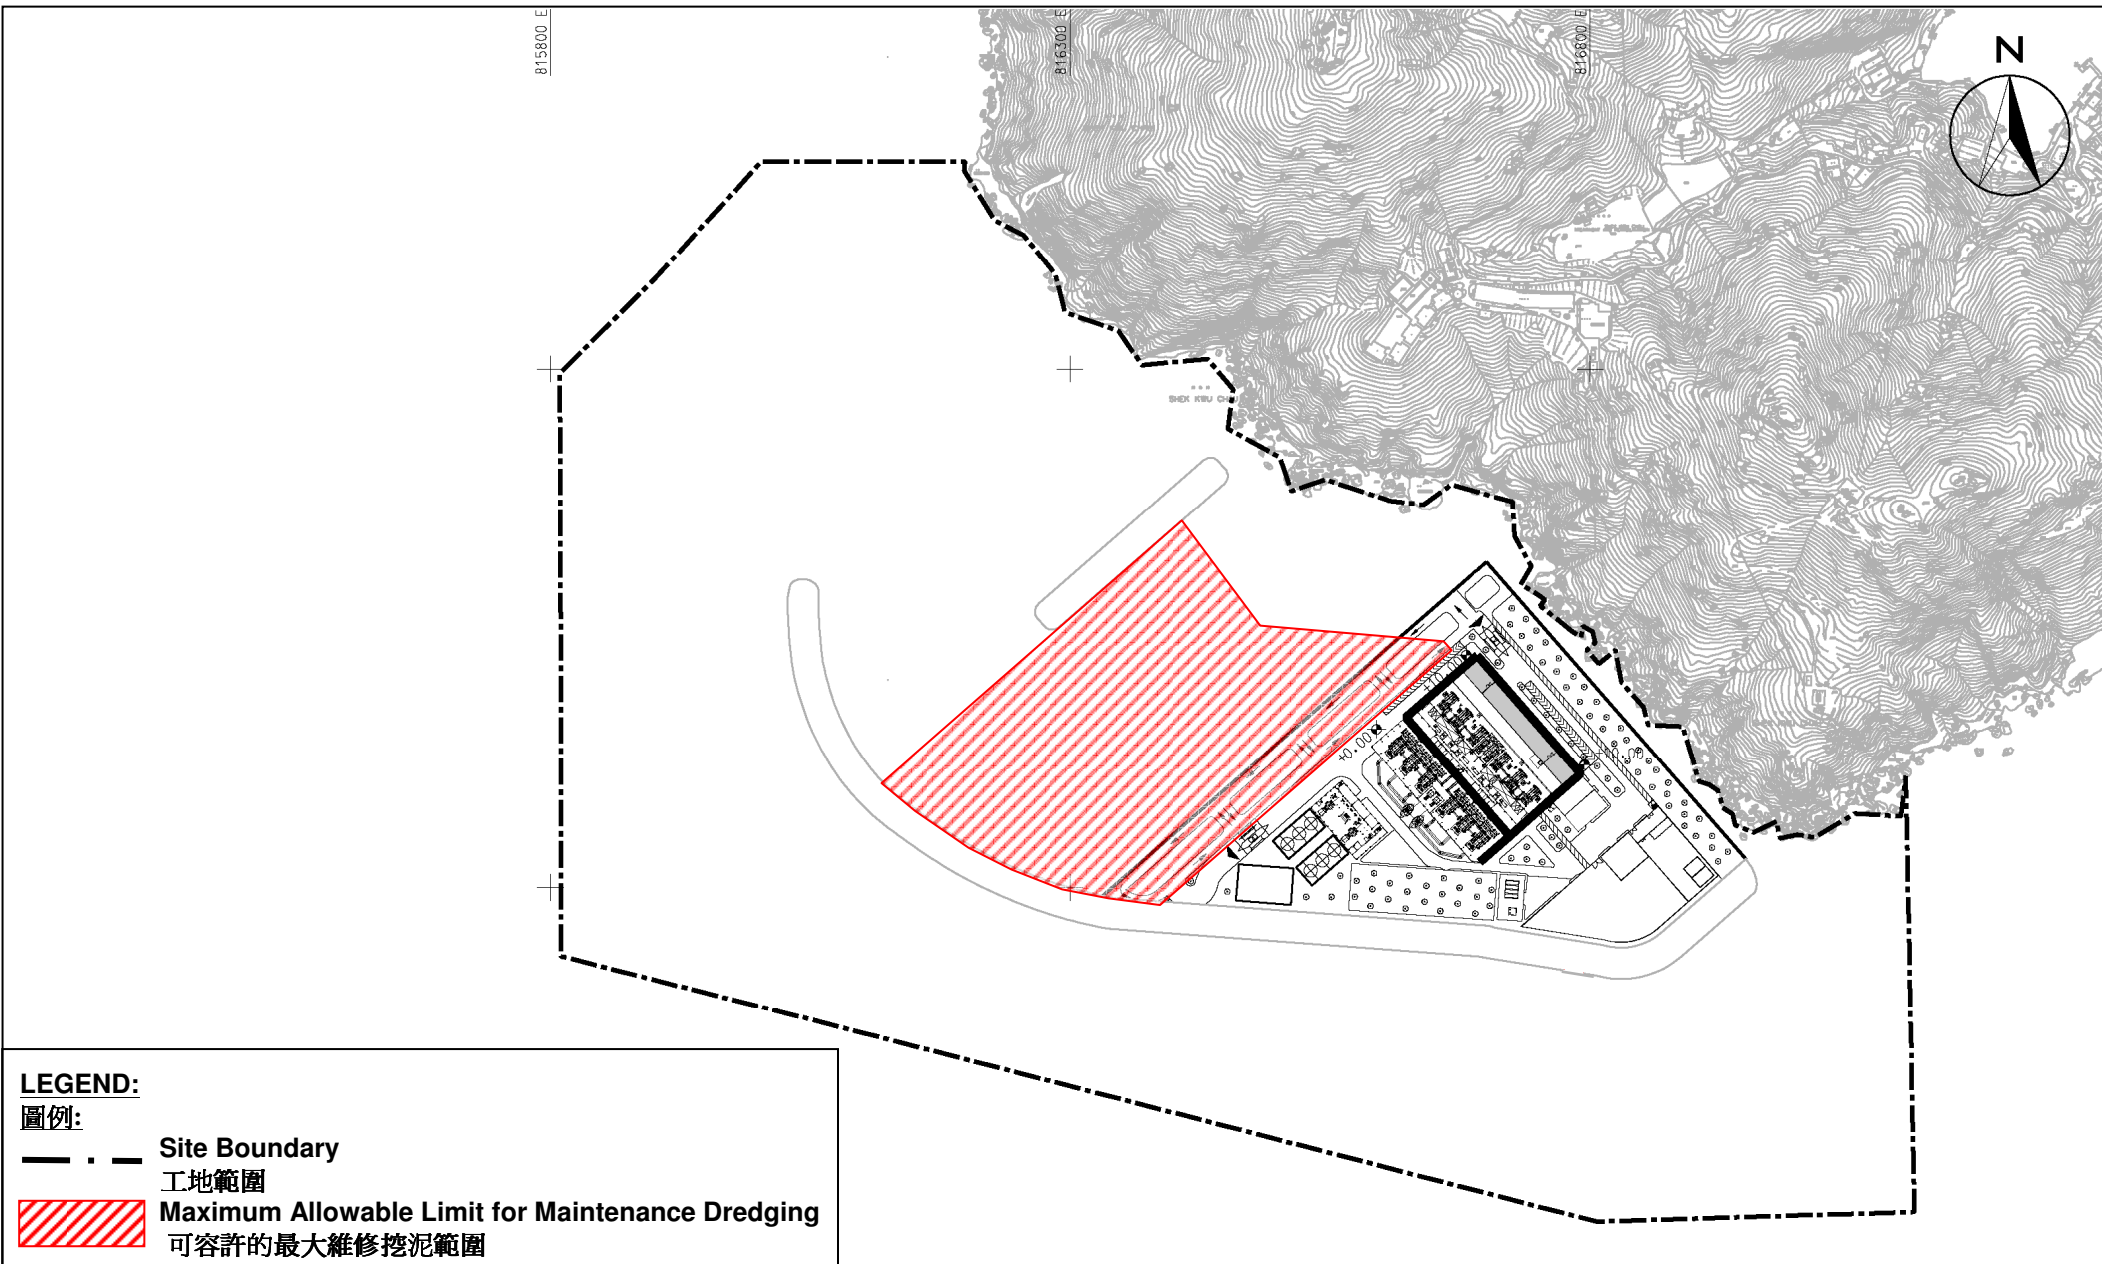 815800 E
816300 E
816800 E
N
SHEK KWU CHAU
+0.00
LEGEND:
圖例:
Site Boundary
工地範圍
Maximum Allowable Limit for Maintenance Dredging
可容許的最大維修挖泥範圍